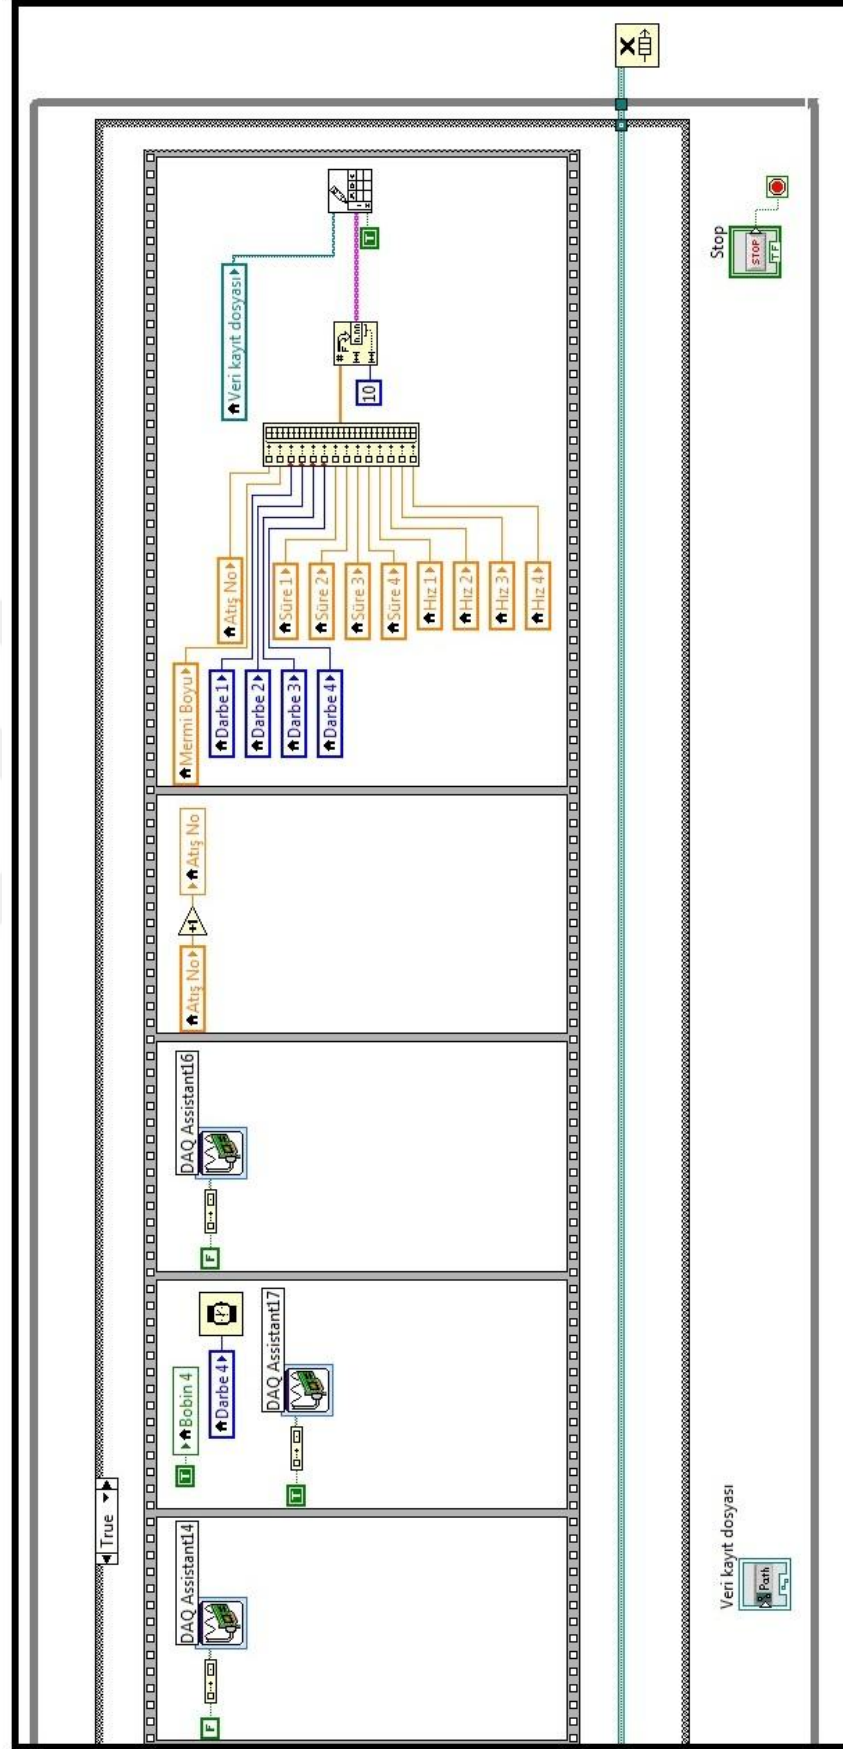 True
DAQ Assistant14
F
T
Bobin 4
Darbe 4
DAQ Assistant17
T
DAQ Assistant16
F
Atış No
+1
Atış No
Mermi Boyu
Atış No
Darbe 1
Darbe 2
Darbe 3
Darbe 4
Süre 1
Süre 2
Süre 3
Süre 4
Hız 1
Hız 2
Hız 3
Hız 4
Veri kayıt dosyası
10
T
Veri kayıt dosyası
Path
Stop
STOP
TF